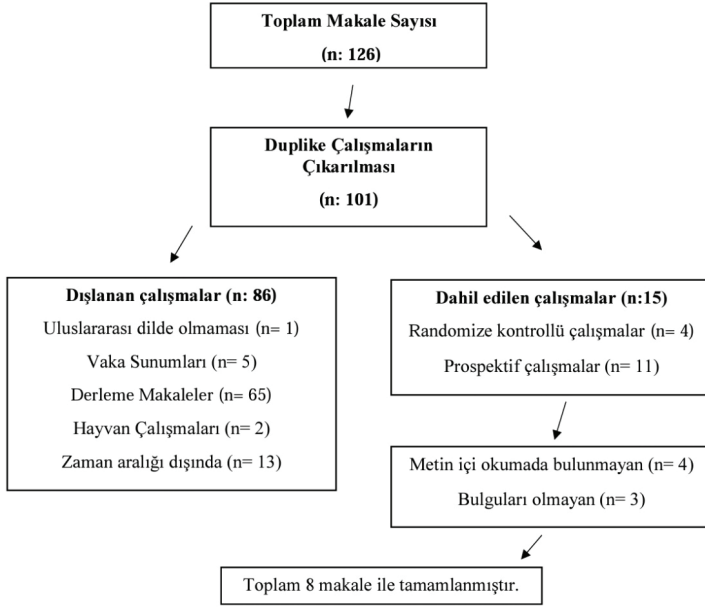 Toplam Makale Sayısı
(n: 126)
Duplike Çalışmaların
Çıkarılması
(n: 101)
Dışlanan çalışmalar (n: 86)
Uluslararası dilde olmaması (n= 1)
Vaka Sunumları (n= 5)
Derleme Makaleler (n= 65)
Hayvan Çalışmaları (n= 2)
Zaman aralığı dışında (n= 13)
Dahil edilen çalışmalar (n:15)
Randomize kontrollü çalışmalar (n= 4)
Prospektif çalışmalar (n= 11)
Metin içi okumada bulunmayan (n= 4)
Bulguları olmayan (n= 3)
Toplam 8 makale ile tamamlanmıştır.